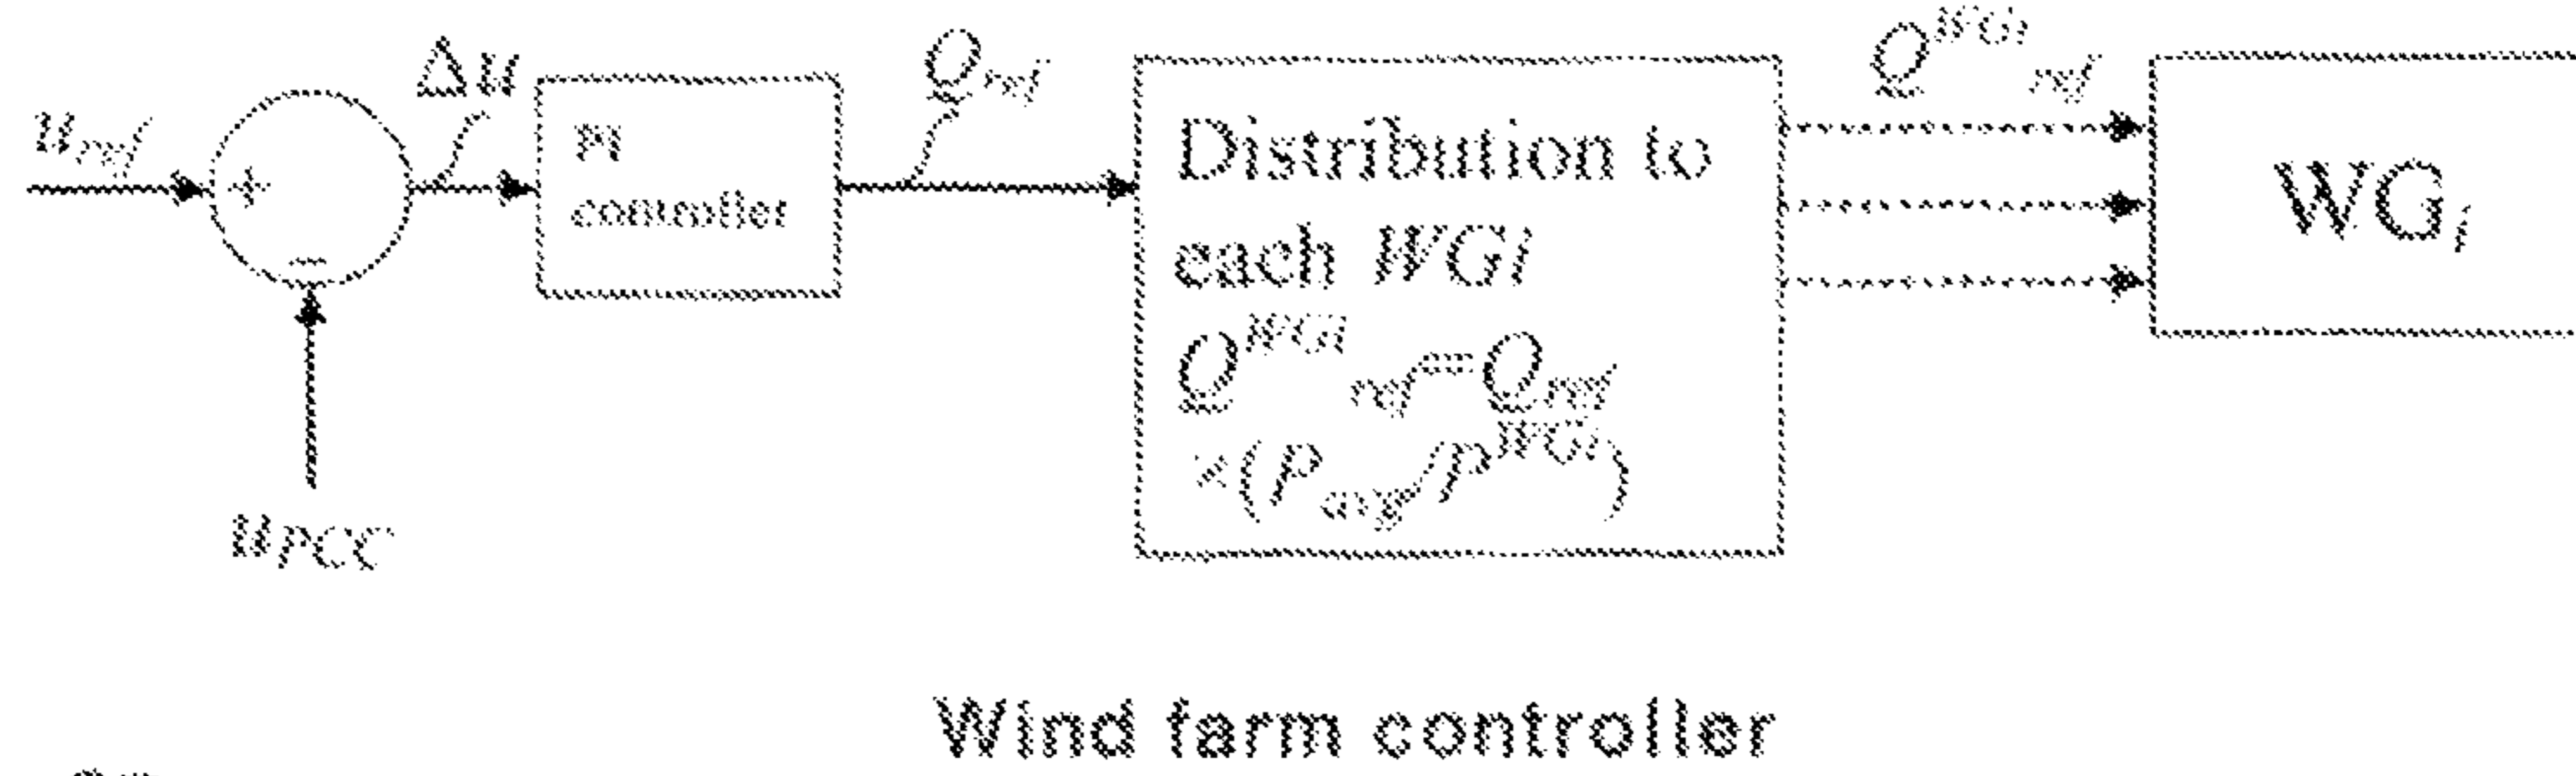 u_ref
+
−
u_PCC
Δu
PI
controller
Q_ref
Distribution to
each WGi
Q^WGi_ref=Q_ref
×(P_avg/P^WGi)
Q^WGi_ref
WG_i
Wind farm controller